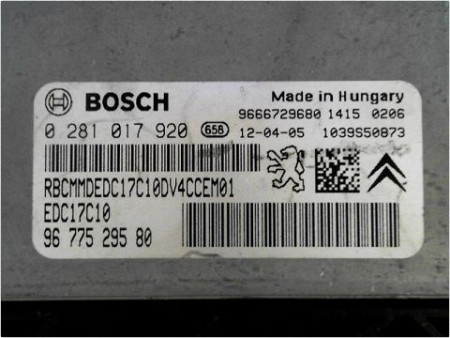 BOSCH
Made in Hungary
9666729680 1415 0206
0 281 017 920 658 12-04-05 1039S50873
RBCMMDEDC17C10DV4CCEM01
EDC17C10
96 775 295 80